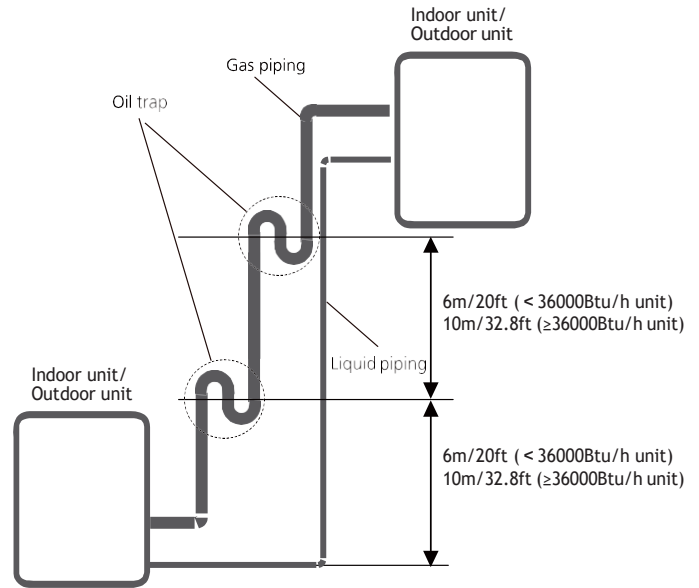 Indoor unit/
Outdoor unit
Gas piping
Oil trap
6m/20ft (<36000Btu/h unit)
10m/32.8ft (≥36000Btu/h unit)
Liquid piping
Indoor unit/
Outdoor unit
6m/20ft (<36000Btu/h unit)
10m/32.8ft (≥36000Btu/h unit)